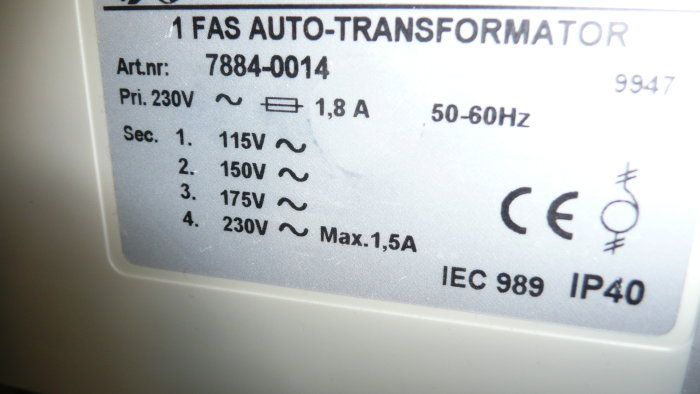 1 FAS AUTO-TRANSFORMATOR
Art.nr: 7884-0014
9947
Pri. 230V ~ 1,8 A 50-60Hz
Sec. 1. 115V ~
2. 150V ~
3. 175V ~
4. 230V ~ Max.1,5A
CE
IEC 989 IP40